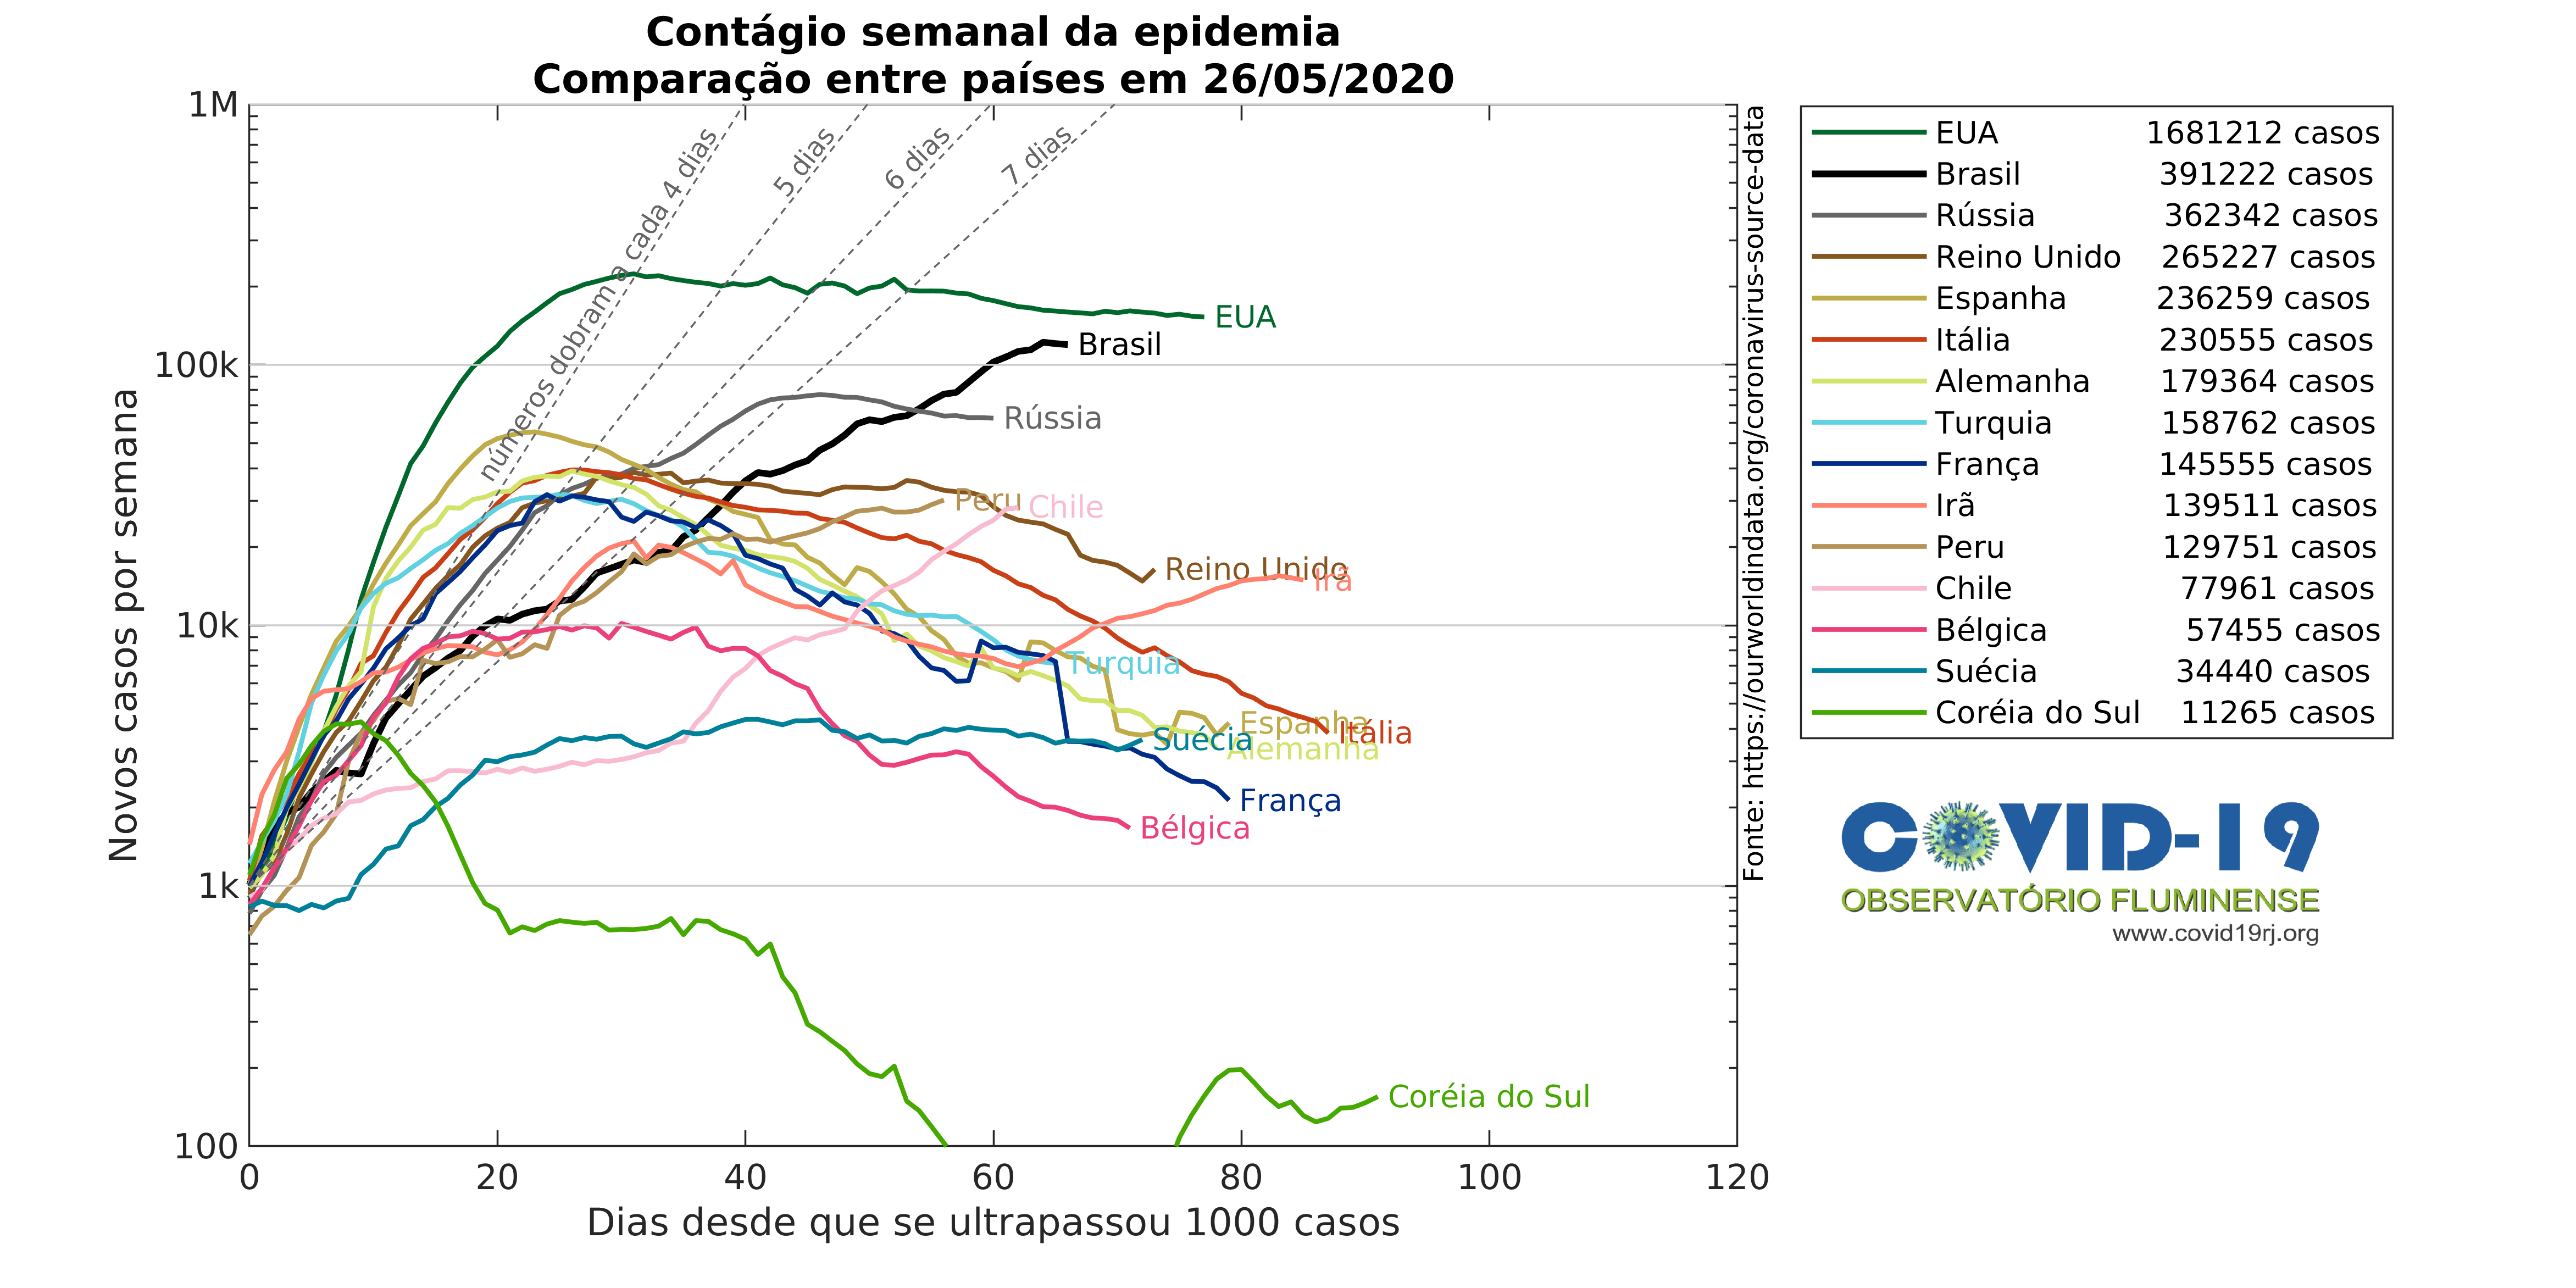 Contágio semanal da epidemia
Comparação entre países em 26/05/2020
Novos casos por semana
1M
100k
10k
1k
100
números dobram a cada 4 dias
5 dias
6 dias
7 dias
EUA
Brasil
Rússia
Peru
Chile
Reino Unido
Irã
Turquia
Espanha
Itália
Suécia
Alemanha
França
Bélgica
Coréia do Sul
0 20 40 60 80 100 120
Dias desde que se ultrapassou 1000 casos
Fonte: https://ourworldindata.org/coronavirus-source-data
EUA 1681212 casos
Brasil 391222 casos
Rússia 362342 casos
Reino Unido 265227 casos
Espanha 236259 casos
Itália 230555 casos
Alemanha 179364 casos
Turquia 158762 casos
França 145555 casos
Irã 139511 casos
Peru 129751 casos
Chile 77961 casos
Bélgica 57455 casos
Suécia 34440 casos
Coréia do Sul 11265 casos
COVID-19
OBSERVATÓRIO FLUMINENSE
www.covid19rj.org